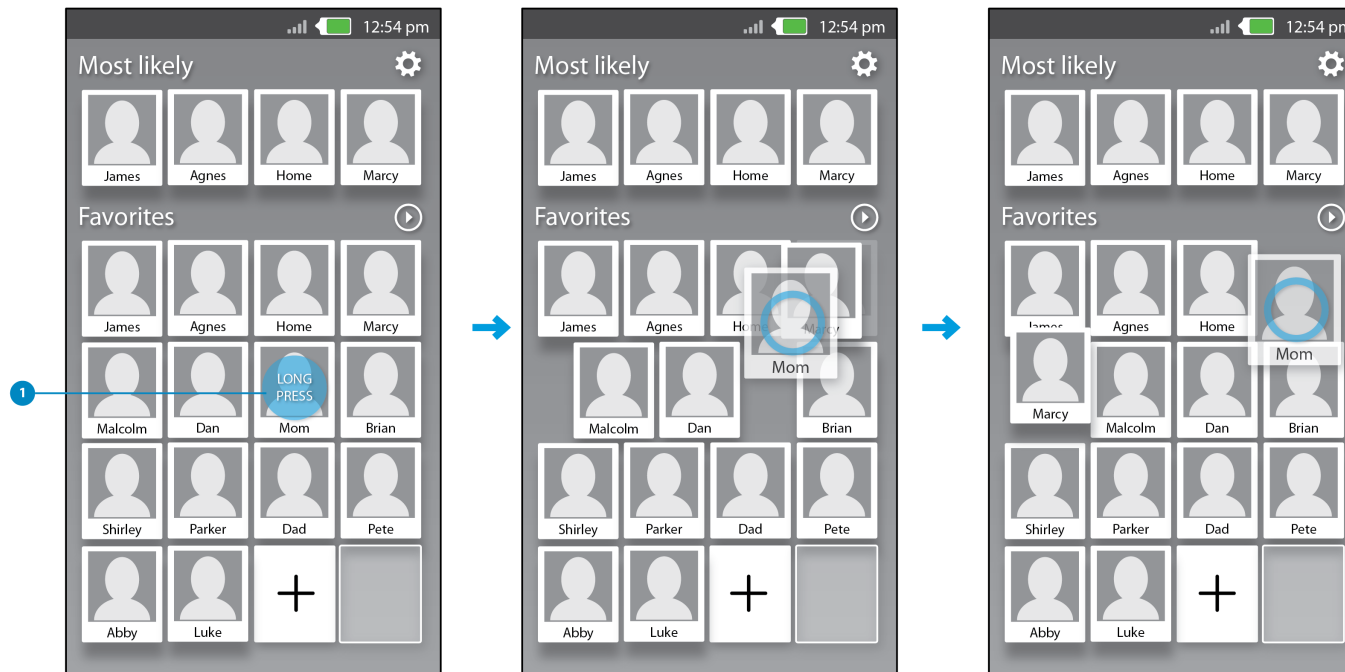 12:54 pm
Most likely
James Agnes Home Marcy
Favorites
James Agnes Home Marcy
1
LONG
PRESS
Malcolm Dan Mom Brian
Shirley Parker Dad Pete
Abby Luke
12:54 pm
Most likely
James Agnes Home Marcy
Favorites
James Agnes Home Marcy
Mom
Malcolm Dan Brian
Shirley Parker Dad Pete
Abby Luke
12:54 pm
Most likely
James Agnes Home Marcy
Favorites
James Agnes Home
Mom
Marcy
Malcolm Dan Brian
Shirley Parker Dad Pete
Abby Luke